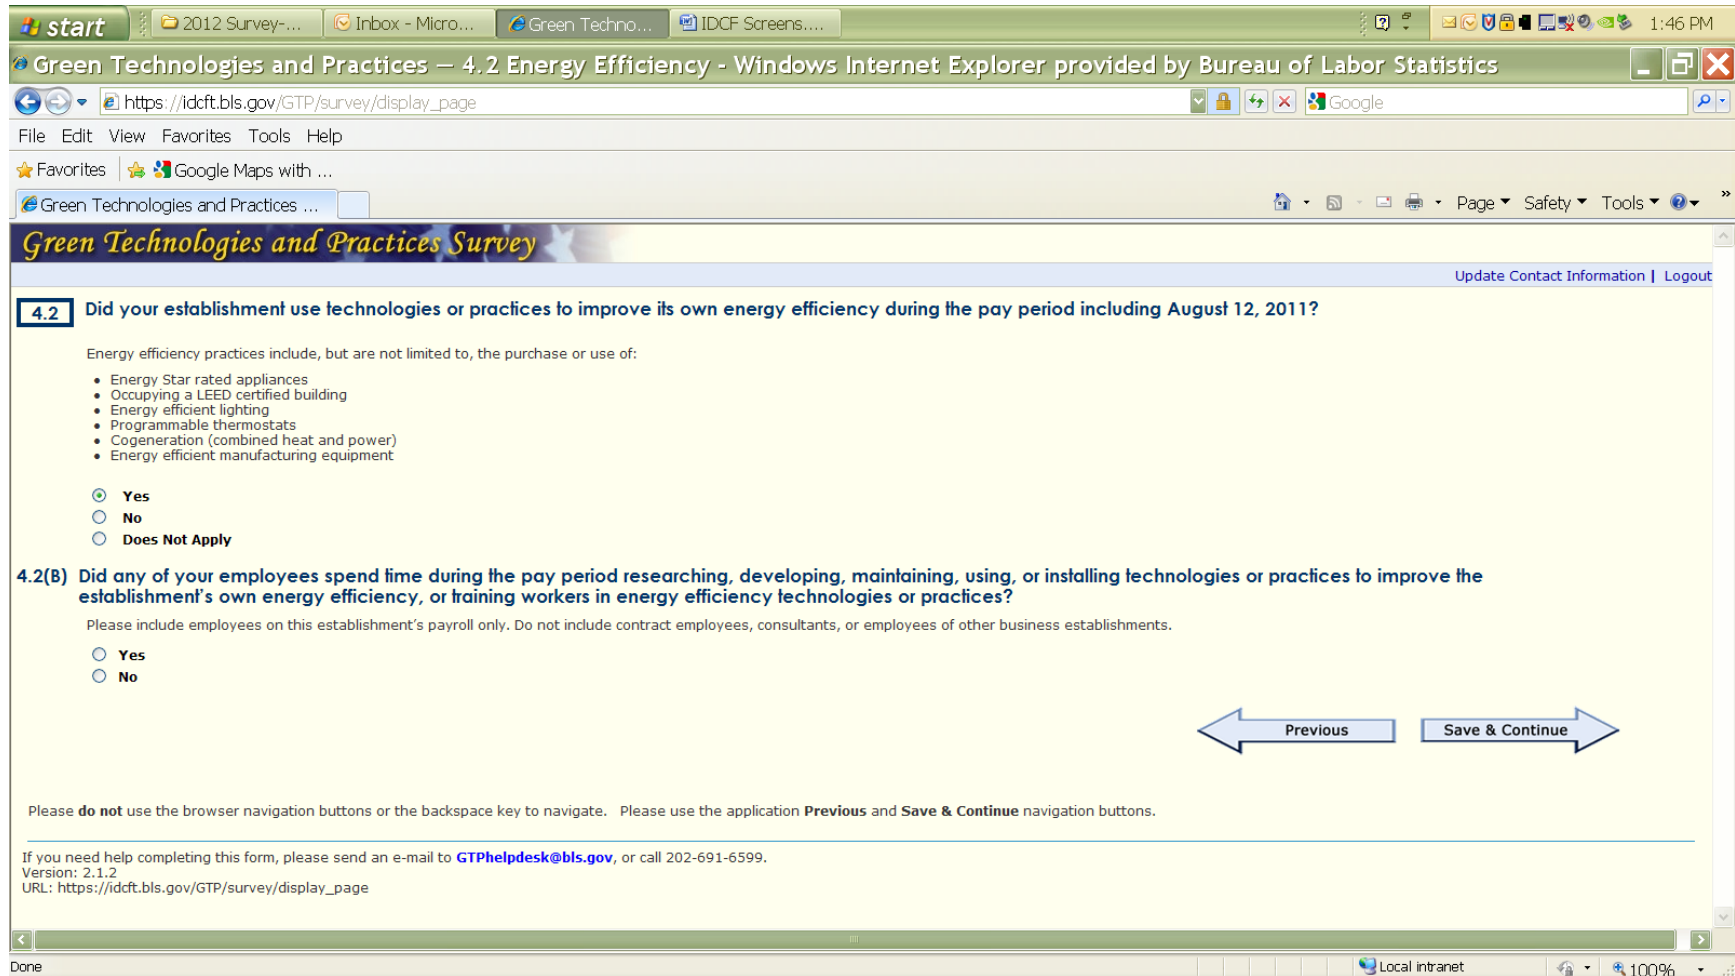 start
2012 Survey-...
Inbox - Micro...
Green Techno...
IDCF Screens....
1:46 PM
Green Technologies and Practices — 4.2 Energy Efficiency - Windows Internet Explorer provided by Bureau of Labor Statistics
https://idcft.bls.gov/GTP/survey/display_page
Google
File Edit View Favorites Tools Help
Favorites
Google Maps with ...
Green Technologies and Practices ...
Page Safety Tools
Green Technologies and Practices Survey
Update Contact Information | Logout
4.2 Did your establishment use technologies or practices to improve its own energy efficiency during the pay period including August 12, 2011?
Energy efficiency practices include, but are not limited to, the purchase or use of:
• Energy Star rated appliances
• Occupying a LEED certified building
• Energy efficient lighting
• Programmable thermostats
• Cogeneration (combined heat and power)
• Energy efficient manufacturing equipment
Yes
No
Does Not Apply
4.2(B) Did any of your employees spend time during the pay period researching, developing, maintaining, using, or installing technologies or practices to improve the
establishment's own energy efficiency, or training workers in energy efficiency technologies or practices?
Please include employees on this establishment's payroll only. Do not include contract employees, consultants, or employees of other business establishments.
Yes
No
Previous
Save & Continue
Please do not use the browser navigation buttons or the backspace key to navigate. Please use the application Previous and Save & Continue navigation buttons.
If you need help completing this form, please send an e-mail to GTPhelpdesk@bls.gov, or call 202-691-6599.
Version: 2.1.2
URL: https://idcft.bls.gov/GTP/survey/display_page
Done
Local intranet
100%